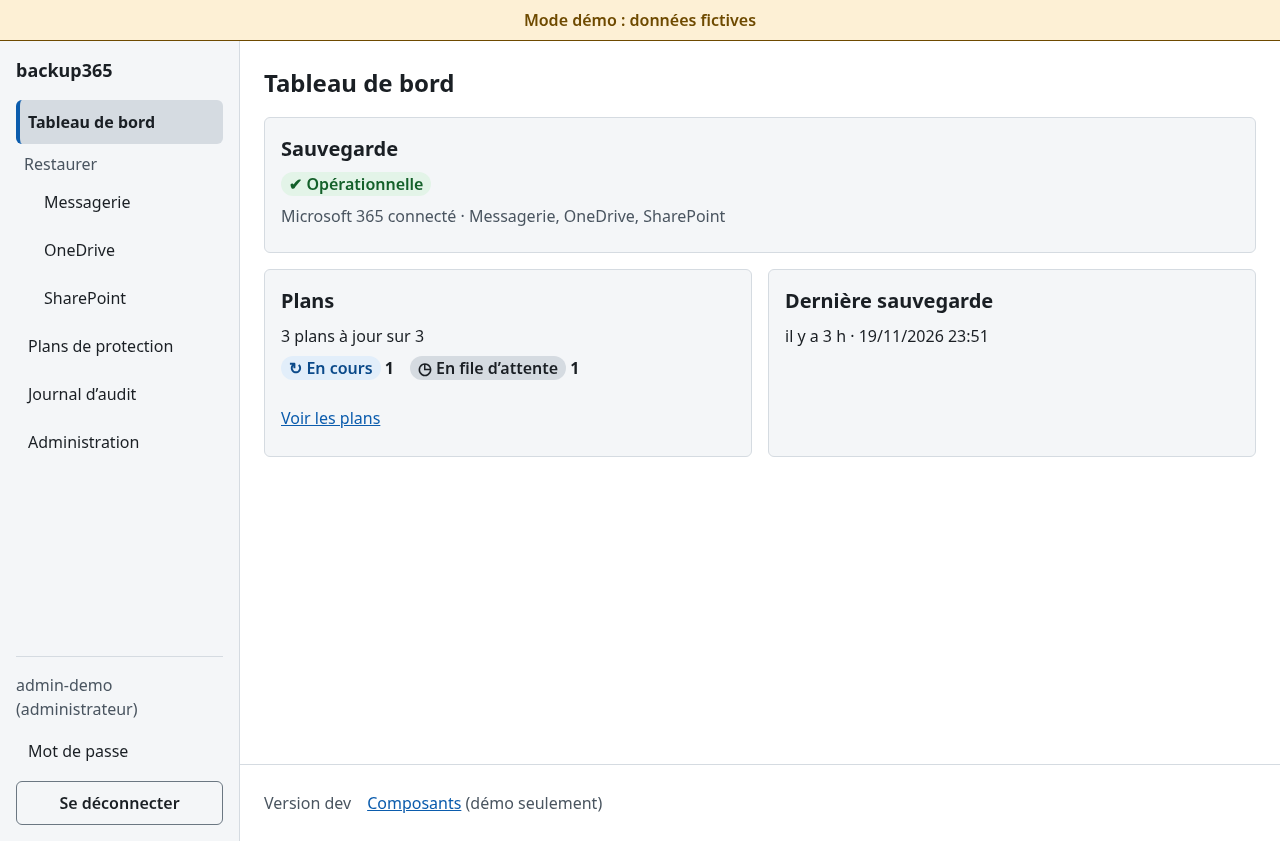 Mode démo : données fictives
backup365
Tableau de bord
Restaurer
Messagerie
OneDrive
SharePoint
Plans de protection
Journal d’audit
Administration
admin-demo
(administrateur)
Mot de passe
Se déconnecter
Tableau de bord
Sauvegarde
✔ Opérationnelle
Microsoft 365 connecté · Messagerie, OneDrive, SharePoint
Plans
3 plans à jour sur 3
↻ En cours 1 ◷ En file d’attente 1
Voir les plans
Dernière sauvegarde
il y a 3 h · 19/11/2026 23:51
Version dev Composants (démo seulement)